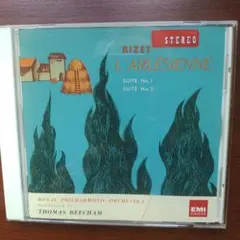 STEREO
BIZET
L'ARLÉSIENNE
SUITE No.1
SUITE No.2
ROYAL PHILHARMONIC ORCHESTRA
THOMAS BEECHAM
EMI